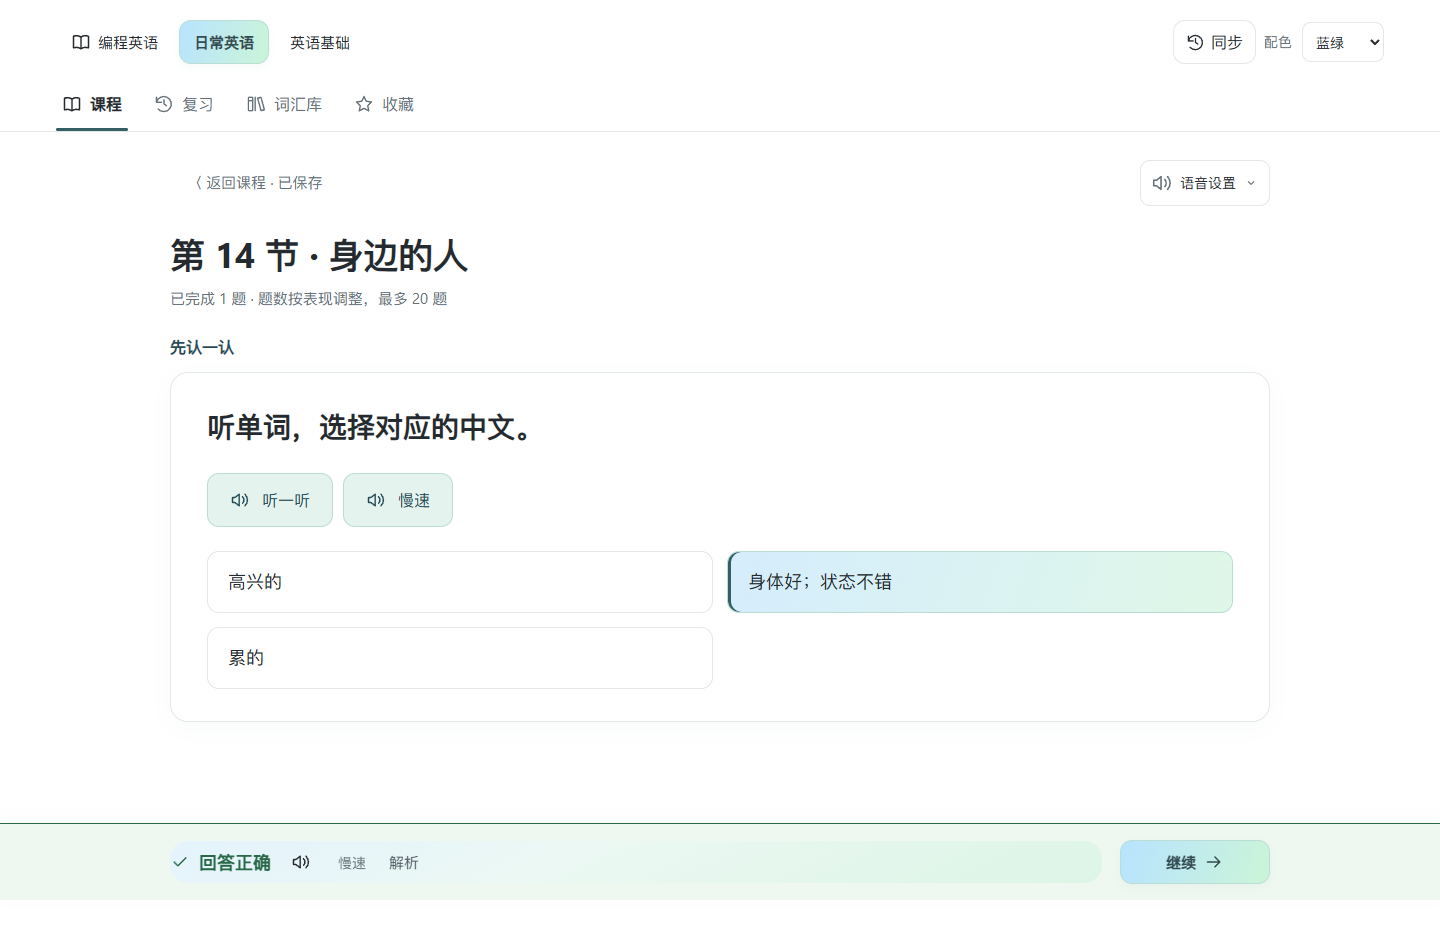 编程英语 日常英语 英语基础 同步 配色 蓝绿
课程 复习 词汇库 收藏
〈 返回课程 · 已保存 语音设置
第 14 节 · 身边的人
已完成 1 题 · 题数按表现调整，最多 20 题
先认一认
听单词，选择对应的中文。
听一听 慢速
高兴的 身体好；状态不错
累的
回答正确 慢速 解析 继续